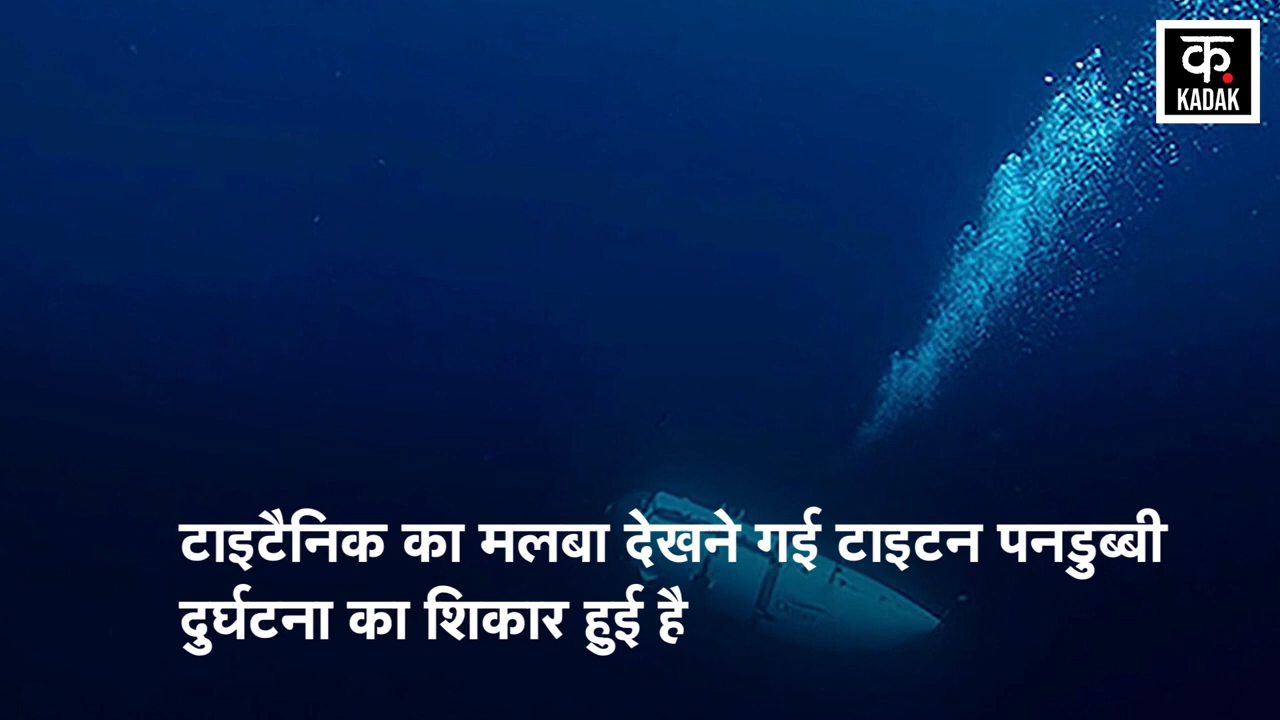 क.
KADAK
टाइटैनिक का मलबा देखने गई टाइटन पनडुब्बी
दुर्घटना का शिकार हुई है